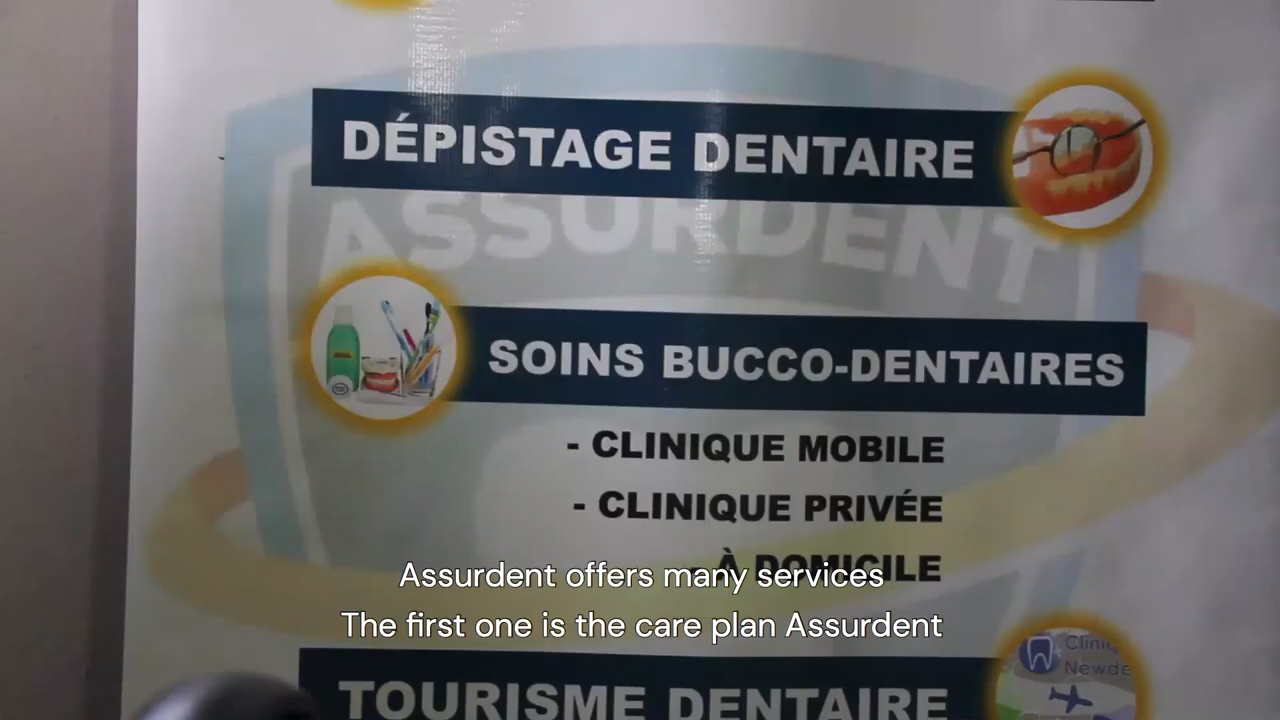 DÉPISTAGE DENTAIRE
ASSURDENT
SOINS BUCCO-DENTAIRES
- CLINIQUE MOBILE
- CLINIQUE PRIVÉE
- À DOMICILE
Assurdent offers many services
The first one is the care plan Assurdent
TOURISME DENTAIRE